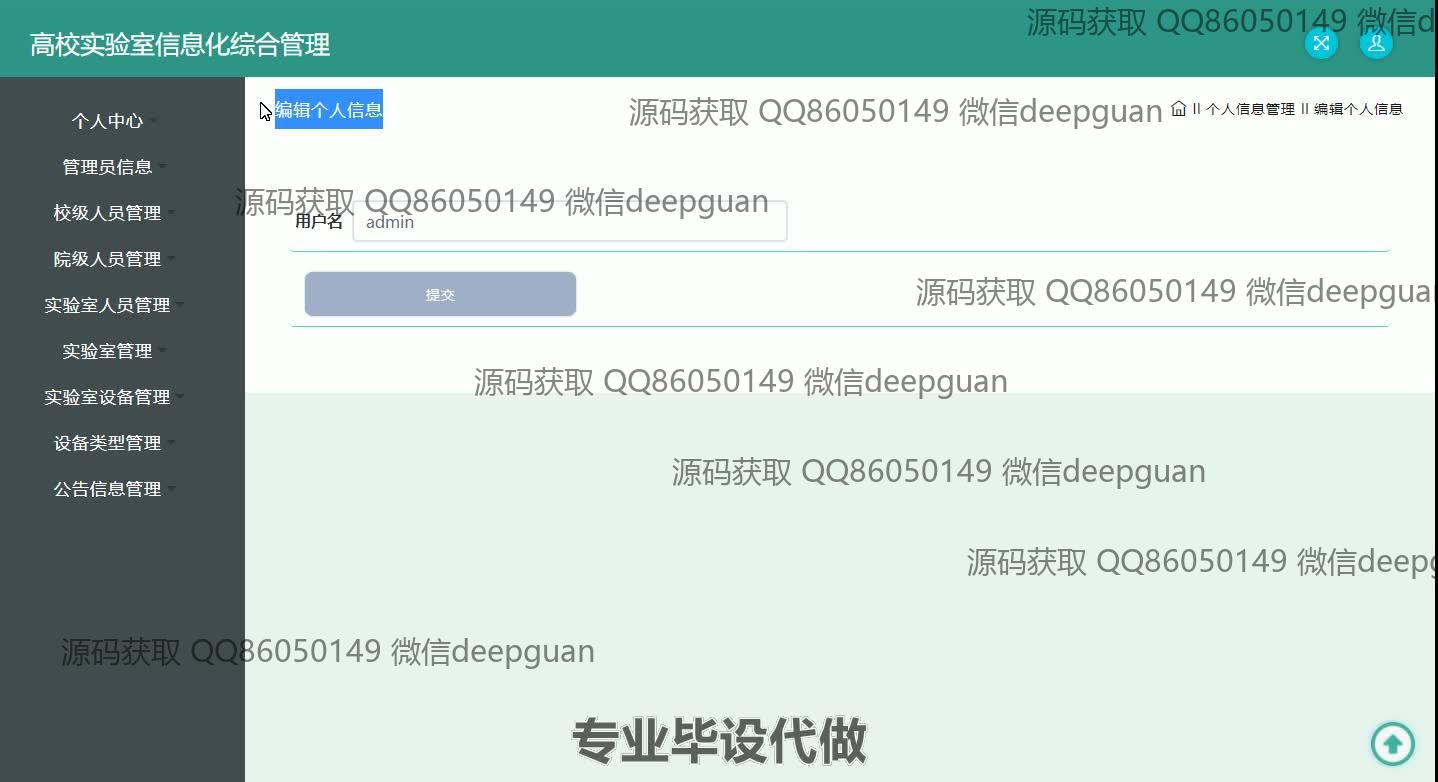 源码获取 QQ86050149 微信d
高校实验室信息化综合管理
编辑个人信息
源码获取 QQ86050149 微信deepguan
II 个人信息管理 II 编辑个人信息
个人中心
管理员信息
校级人员管理
院级人员管理
实验室人员管理
实验室管理
实验室设备管理
设备类型管理
公告信息管理
源码获取 QQ86050149 微信deepguan
用户名 admin
提交
源码获取 QQ86050149 微信deepguan
源码获取 QQ86050149 微信deepguan
源码获取 QQ86050149 微信deepguan
源码获取 QQ86050149 微信deepg
源码获取 QQ86050149 微信deepguan
专业毕设代做